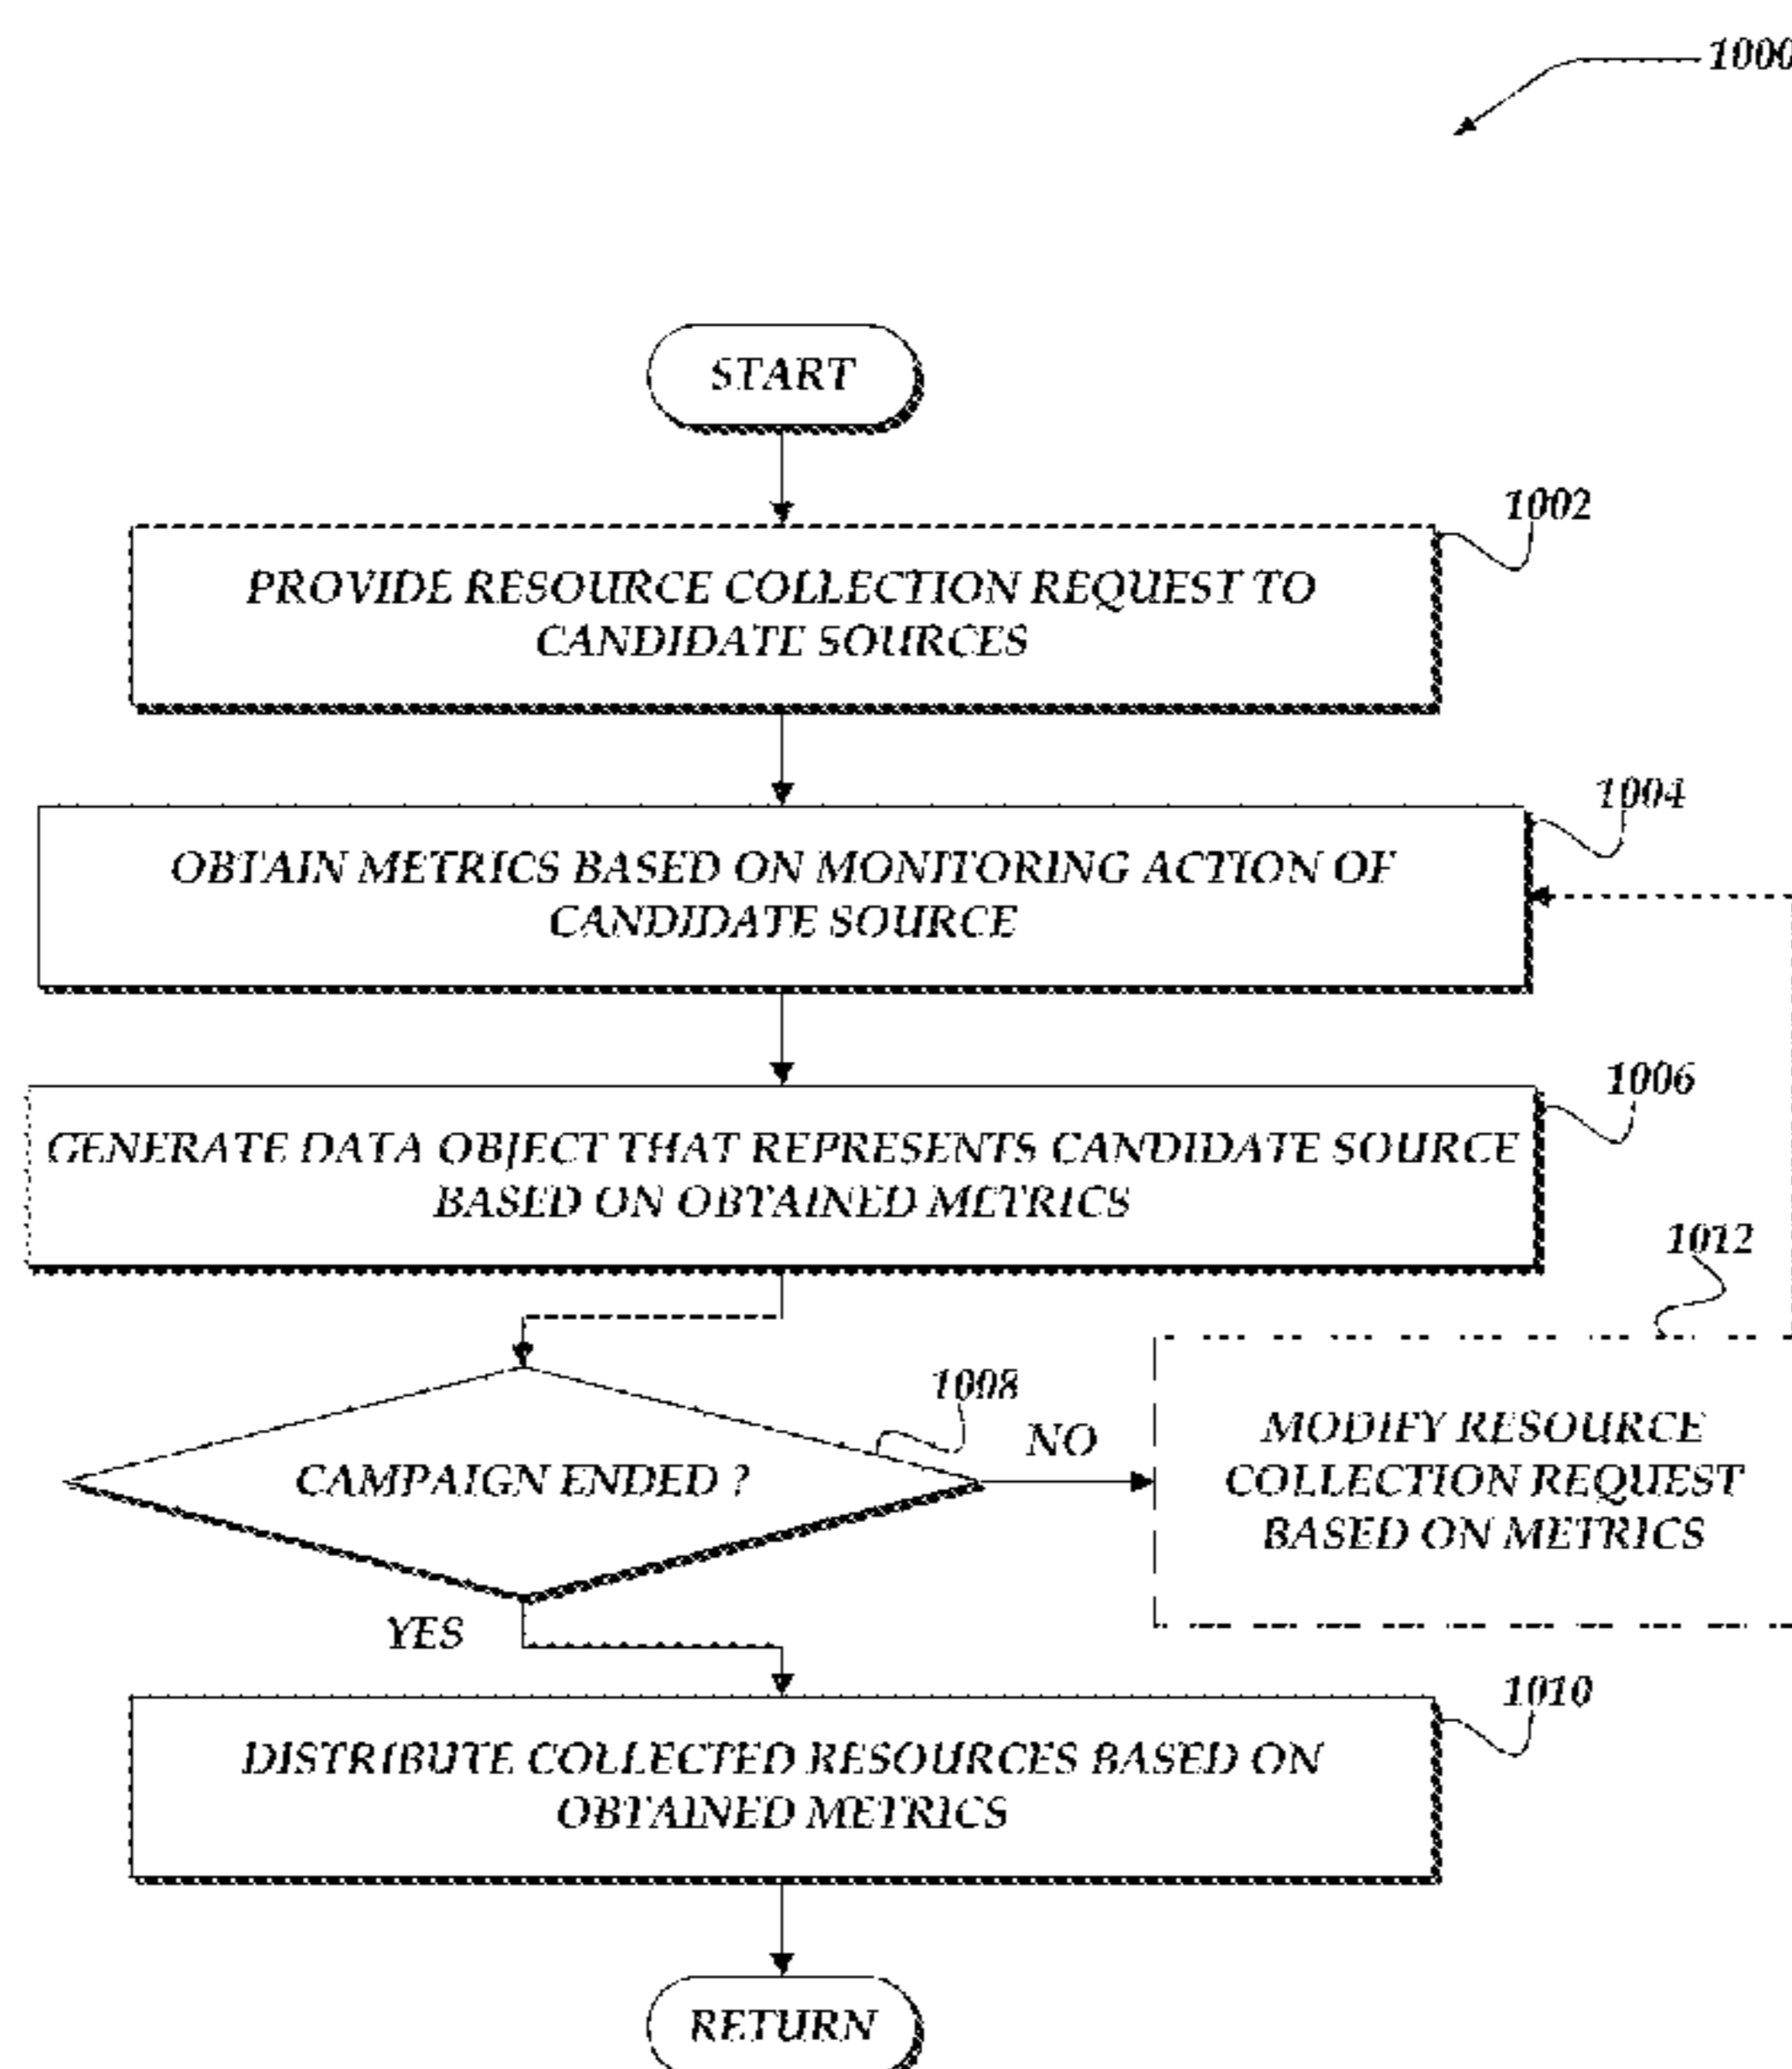 1000
START
1002
PROVIDE RESOURCE COLLECTION REQUEST TO
CANDIDATE SOURCES
1004
OBTAIN METRICS BASED ON MONITORING ACTION OF
CANDIDATE SOURCE
1006
GENERATE DATA OBJECT THAT REPRESENTS CANDIDATE SOURCE
BASED ON OBTAINED METRICS
1012
1008
NO
CAMPAIGN ENDED ?
MODIFY RESOURCE
COLLECTION REQUEST
BASED ON METRICS
YES
1010
DISTRIBUTE COLLECTED RESOURCES BASED ON
OBTAINED METRICS
RETURN